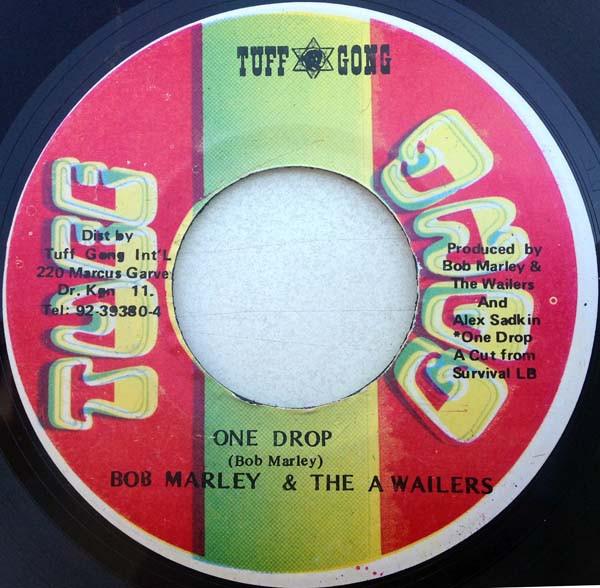 TUFF GONG
TUFF
GONG
Dist by
Tuff Gong Int'L
220 Marcus Garvey
Dr. Kgn 11.
Tel: 92-39380-4
Produced by
Bob Marley &
The Wailers
And
Alex Sadkin
*One Drop
A Cut from
Survival LB
ONE DROP
(Bob Marley)
BOB MARLEY & THE A WAILERS